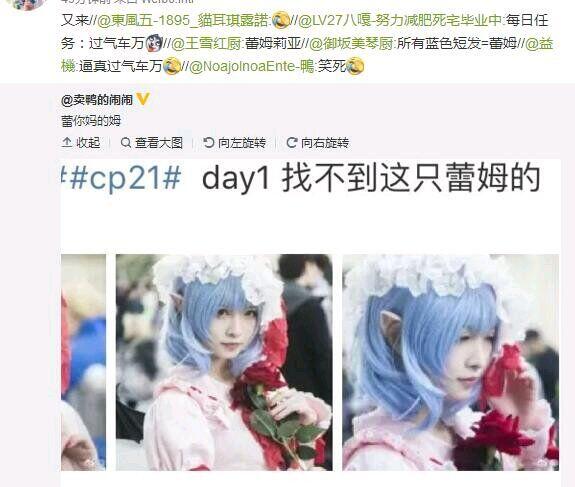 又来//@東風五-1895_貓耳琪露諾://@LV27八嘎-努力减肥死宅毕业中:每日任
务：过气车万//@王雪红厨:蕾姆莉亚//@御坂美琴厨:所有蓝色短发=蕾姆//@益
機:逼真过气车万//@NoajolnoaEnte-鴨:笑死
@卖鸭的闹闹
蕾你妈的姆
收起 查看大图 向左旋转 向右旋转
##cp21# day1 找不到这只蕾姆的